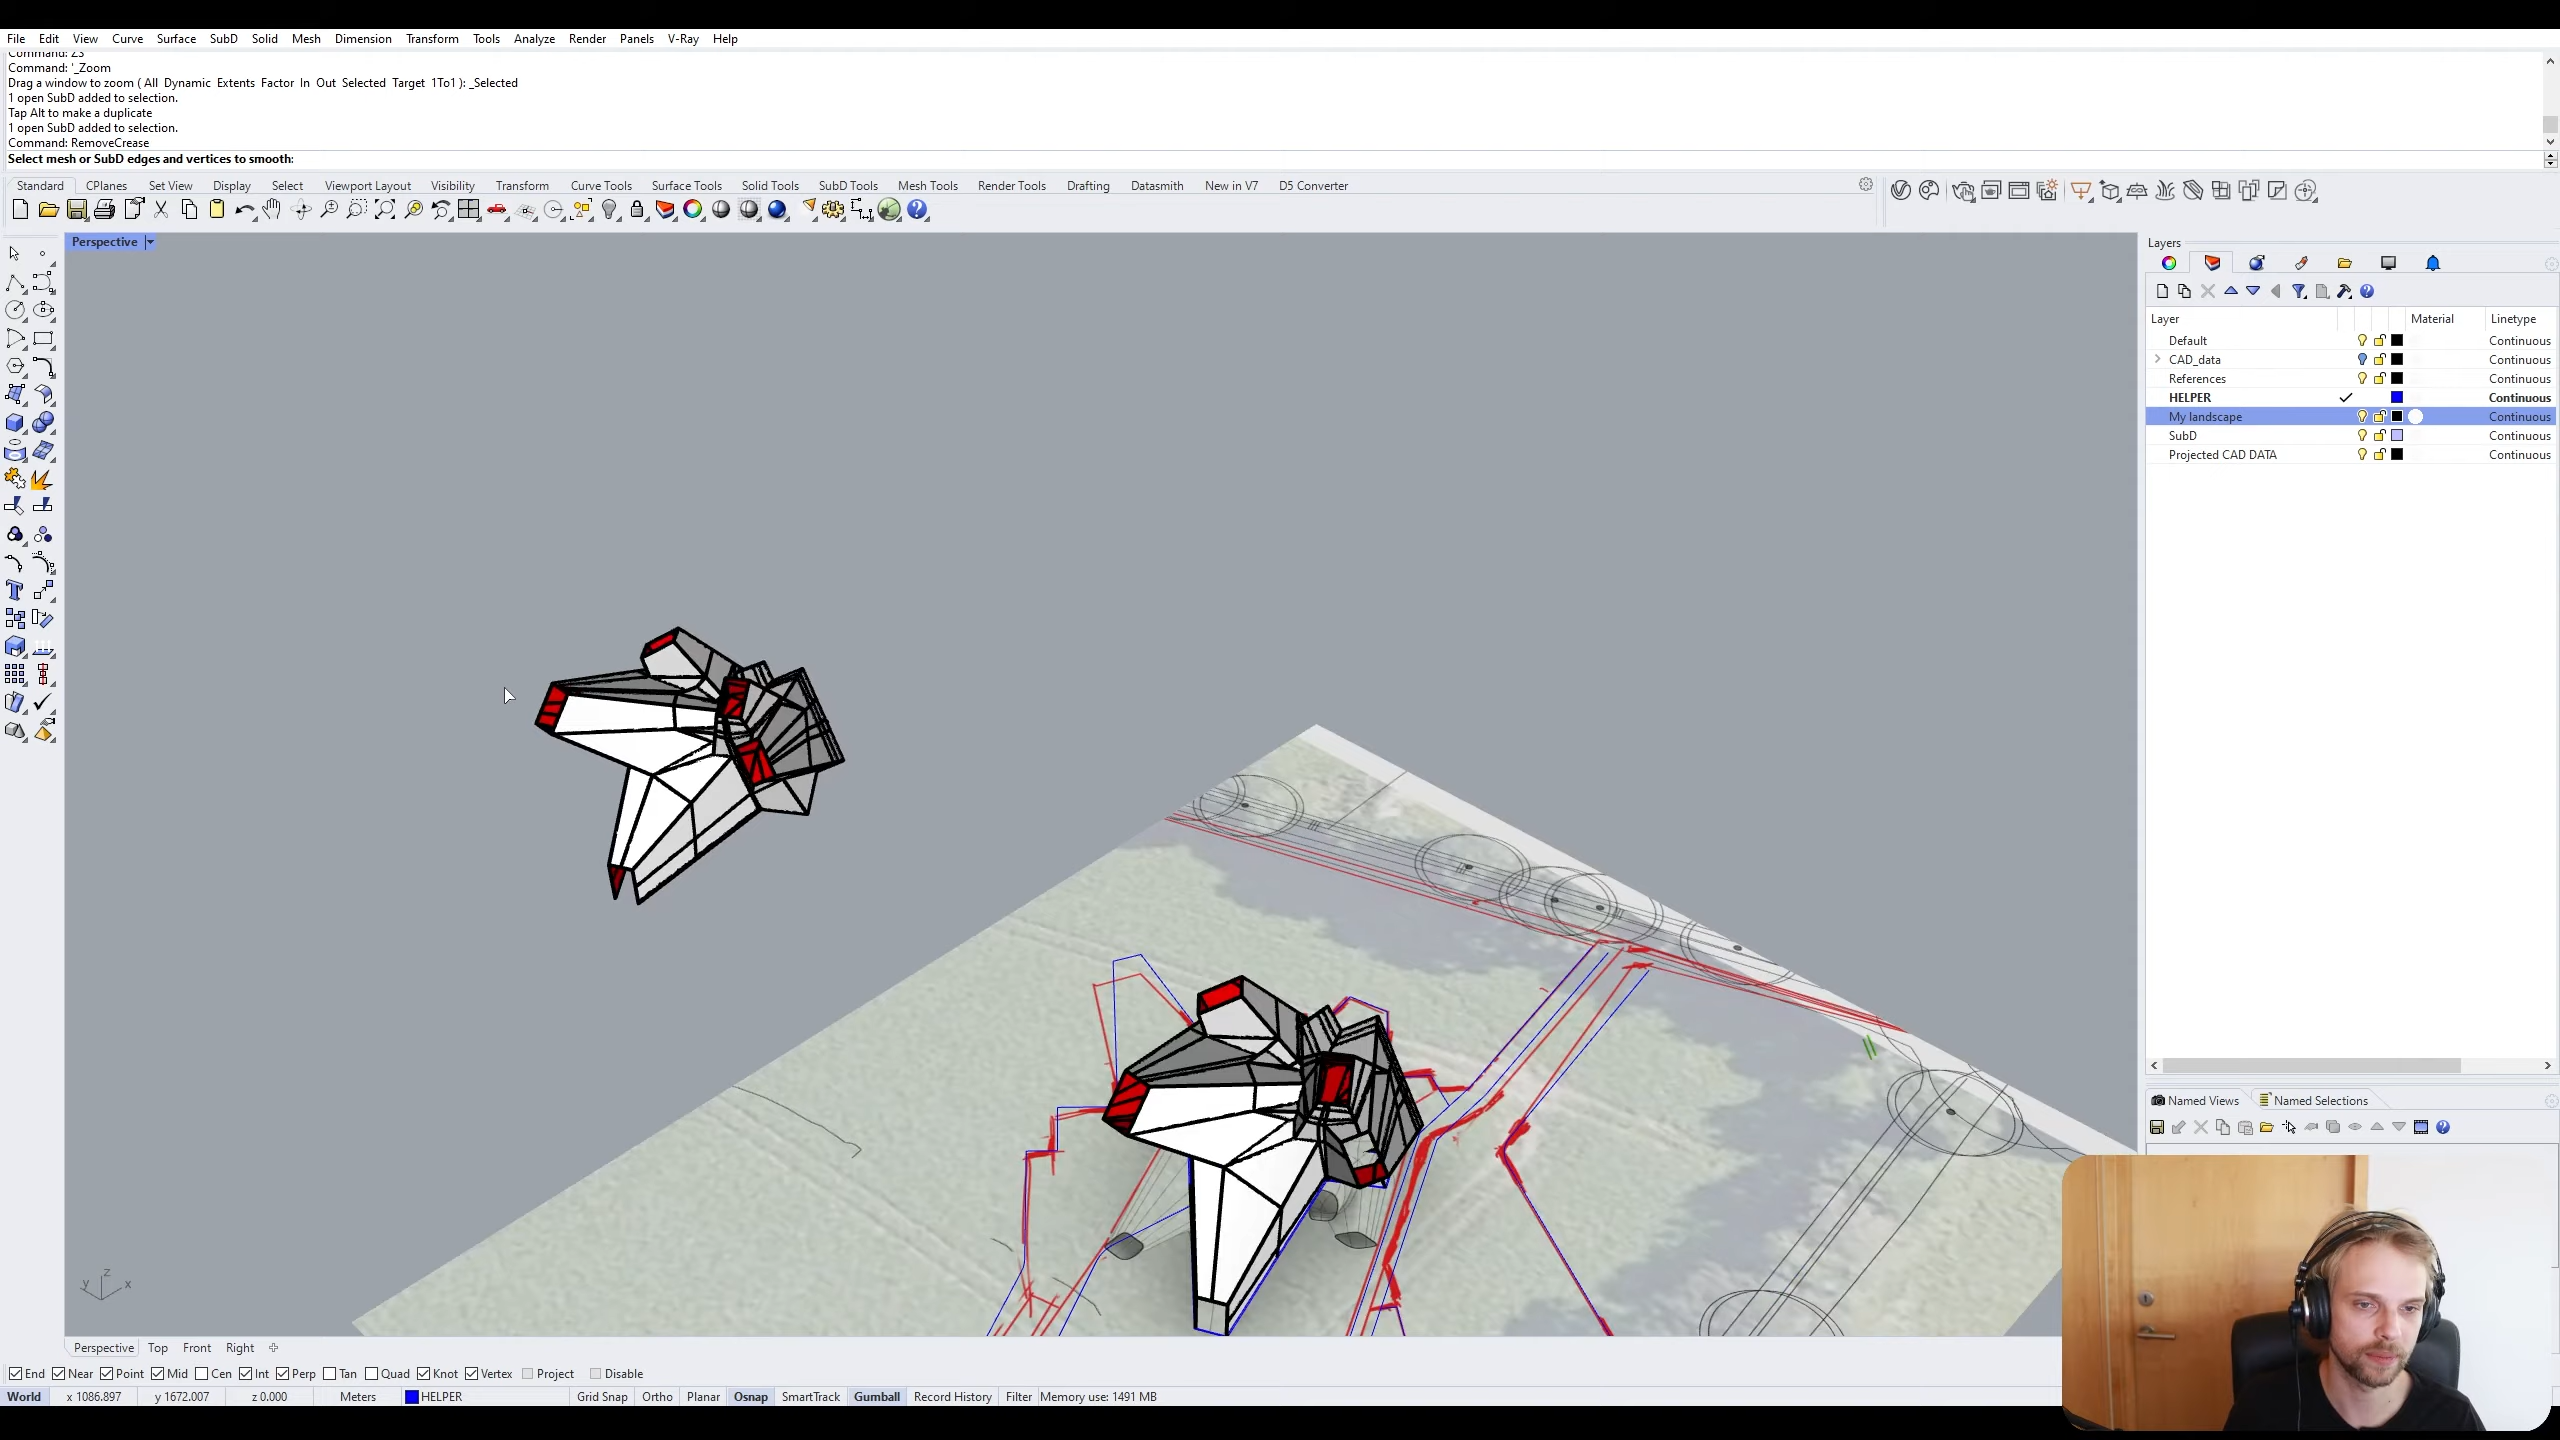 File Edit View Curve Surface SubD Solid Mesh Dimension Transform Tools Analyze Render Panels V-Ray Help
Command: ZS
Command: '_Zoom
Drag a window to zoom ( All Dynamic Extents Factor In Out Selected Target 1To1 ): _Selected
1 open SubD added to selection.
Tap Alt to make a duplicate
1 open SubD added to selection.
Command: RemoveCrease
Select mesh or SubD edges and vertices to smooth:
Standard CPlanes Set View Display Select Viewport Layout Visibility Transform Curve Tools Surface Tools Solid Tools SubD Tools Mesh Tools Render Tools Drafting Datasmith New in V7 D5 Converter
Perspective
Layers
Layer Material Linetype
Default Continuous
CAD_data Continuous
References Continuous
HELPER Continuous
My landscape Continuous
SubD Continuous
Projected CAD DATA Continuous
Named Views Named Selections
z
y x
Perspective Top Front Right
End Near Point Mid Cen Int Perp Tan Quad Knot Vertex Project Disable
World x 1086.897 y 1672.007 z 0.000 Meters HELPER Grid Snap Ortho Planar Osnap SmartTrack Gumball Record History Filter Memory use: 1491 MB